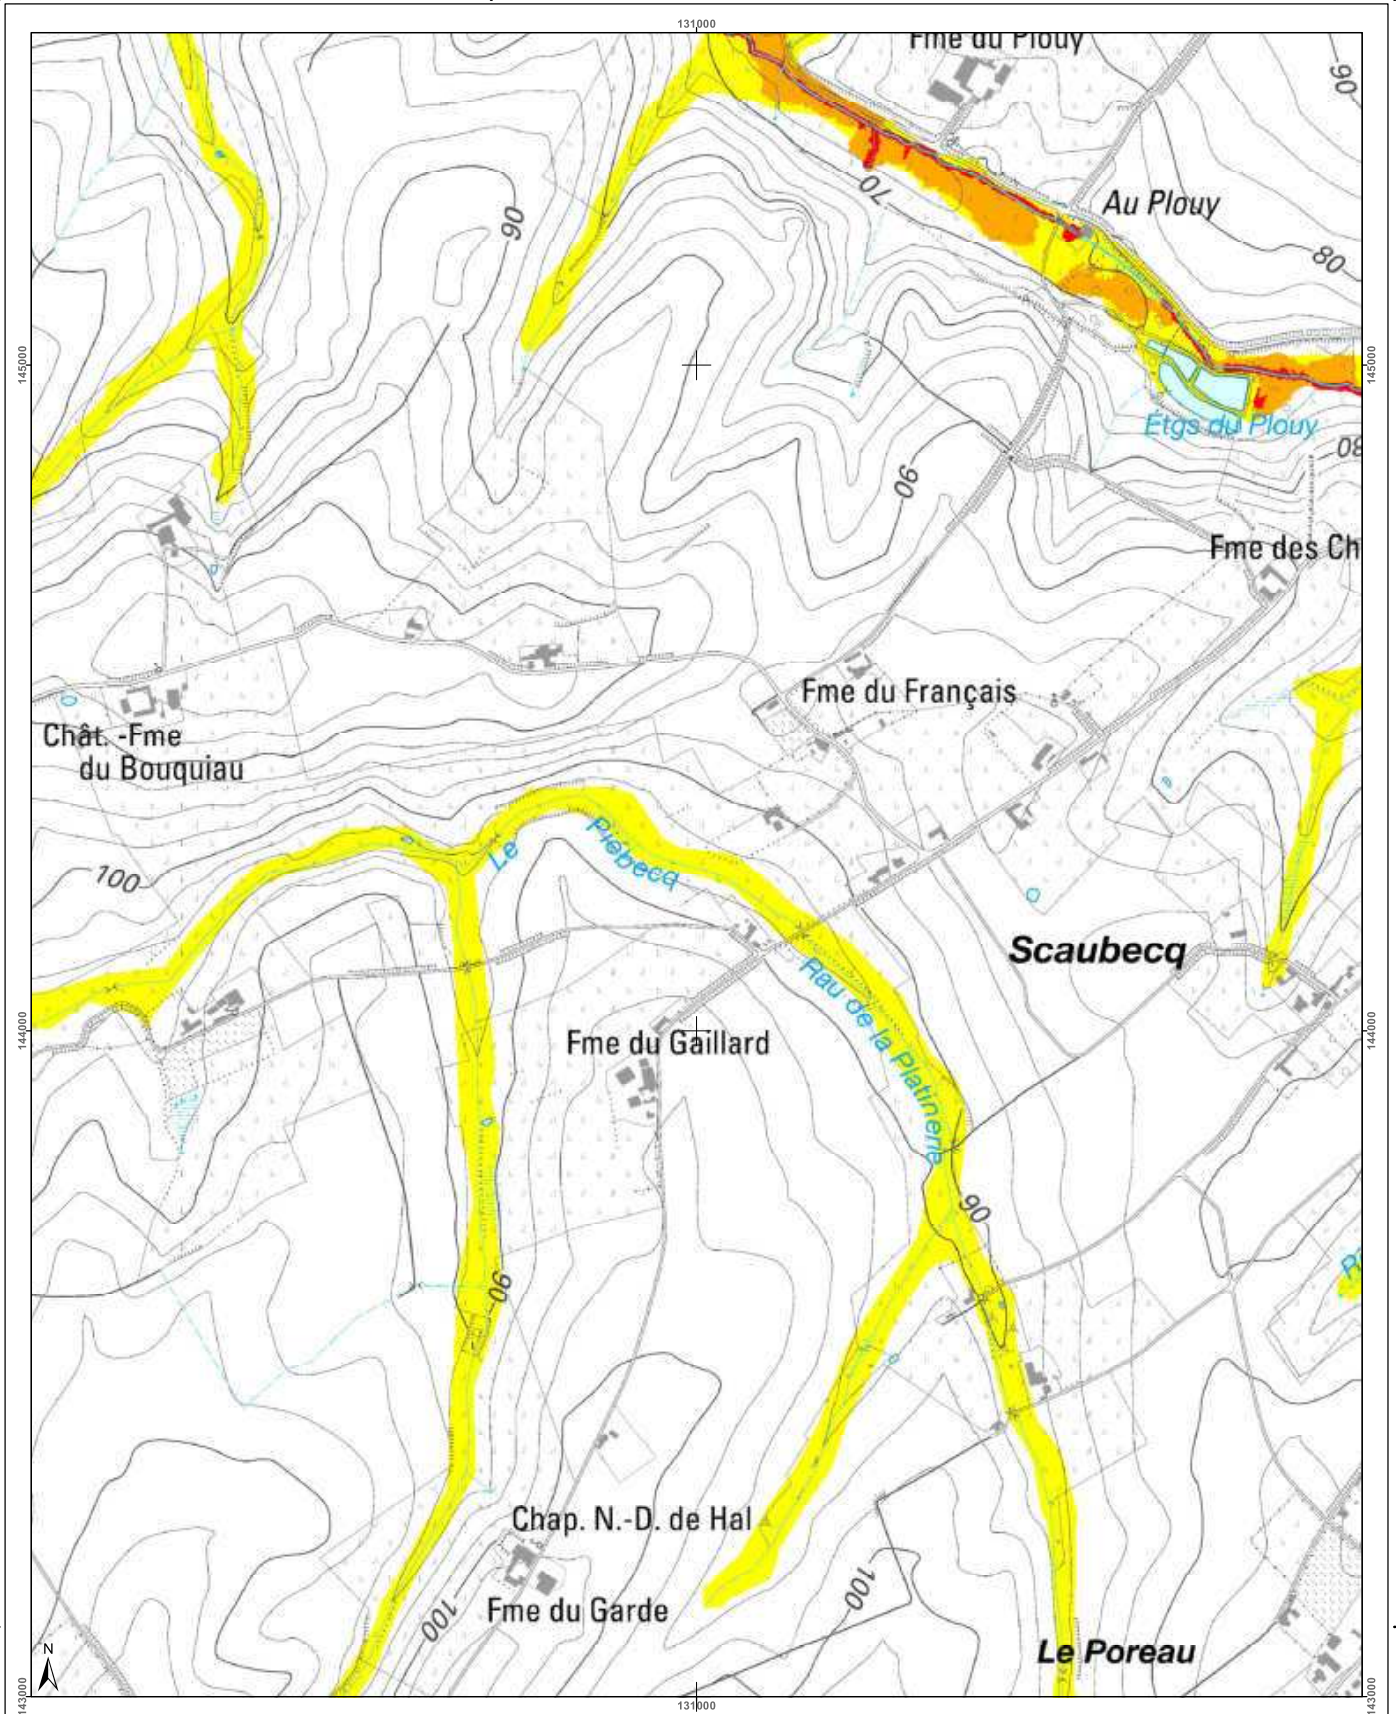 131000
Fme du Plouy
90
Au Plouy
70
90
80
145000
145000
Étgs du Plouy
80
90
Fme des Ch
Fme du Français
Chât. -Fme
du Bouquiau
Le Piebecq
100
Scaubecq
Rau de la Platinerie
144000
144000
Fme du Gaillard
90
90
R
Chap. N.-D. de Hal
100
100
Fme du Garde
Le Poreau
N
143000
143000
131000